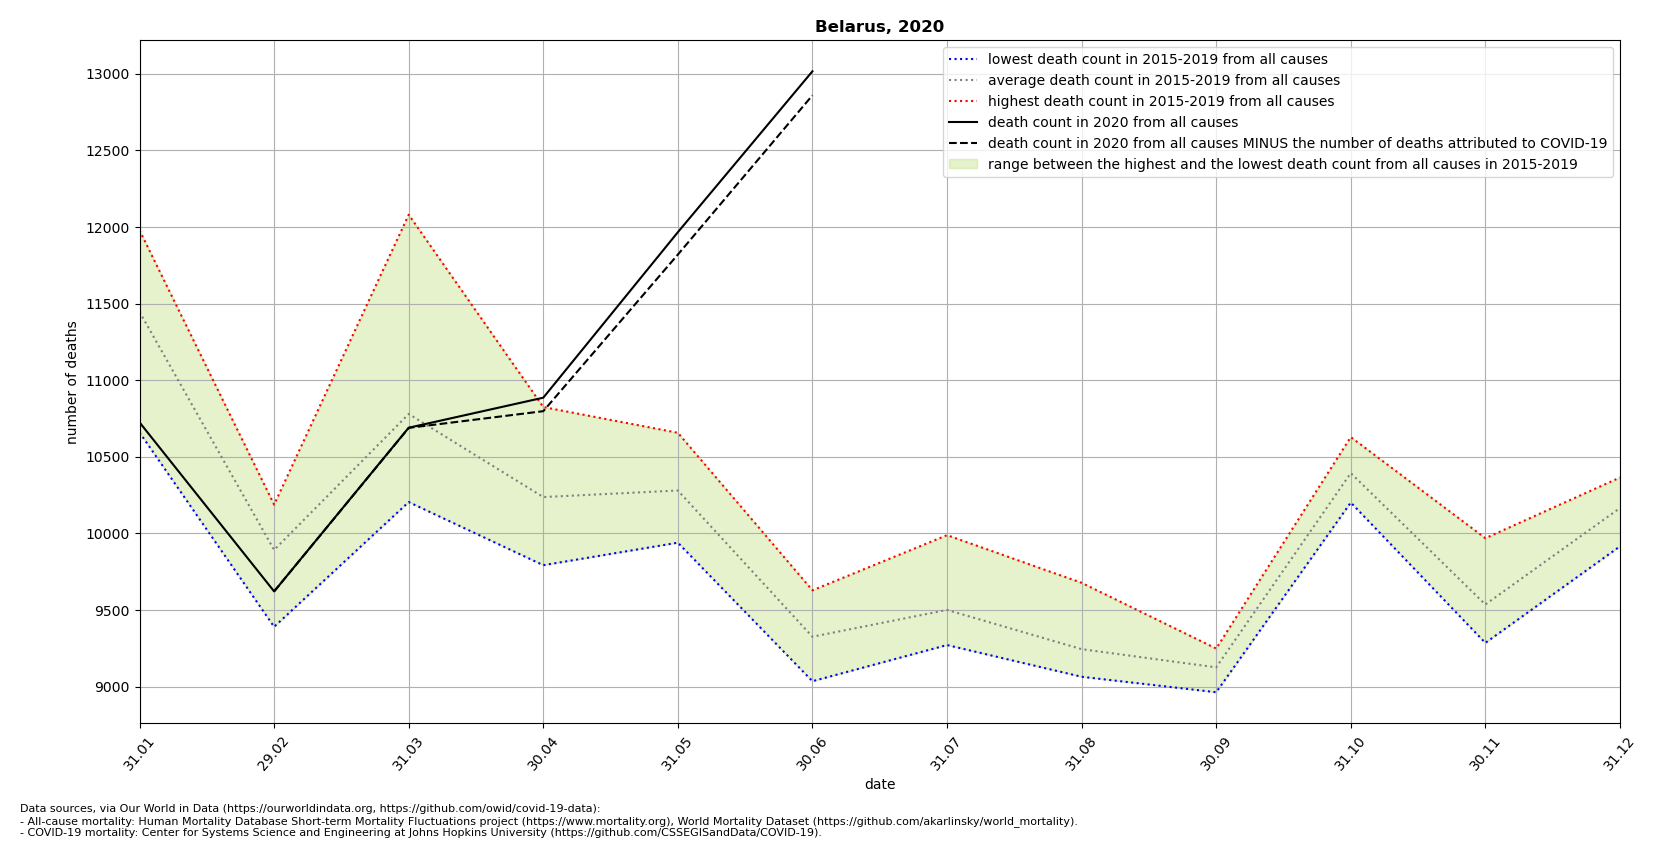 Belarus, 2020
lowest death count in 2015-2019 from all causes
average death count in 2015-2019 from all causes
highest death count in 2015-2019 from all causes
death count in 2020 from all causes
death count in 2020 from all causes MINUS the number of deaths attributed to COVID-19
range between the highest and the lowest death count from all causes in 2015-2019
number of deaths
13000
12500
12000
11500
11000
10500
10000
9500
9000
31.01 29.02 31.03 30.04 31.05 30.06 31.07 31.08 30.09 31.10 30.11 31.12
date
Data sources, via Our World in Data (https://ourworldindata.org, https://github.com/owid/covid-19-data):
- All-cause mortality: Human Mortality Database Short-term Mortality Fluctuations project (https://www.mortality.org), World Mortality Dataset (https://github.com/akarlinsky/world_mortality).
- COVID-19 mortality: Center for Systems Science and Engineering at Johns Hopkins University (https://github.com/CSSEGISandData/COVID-19).